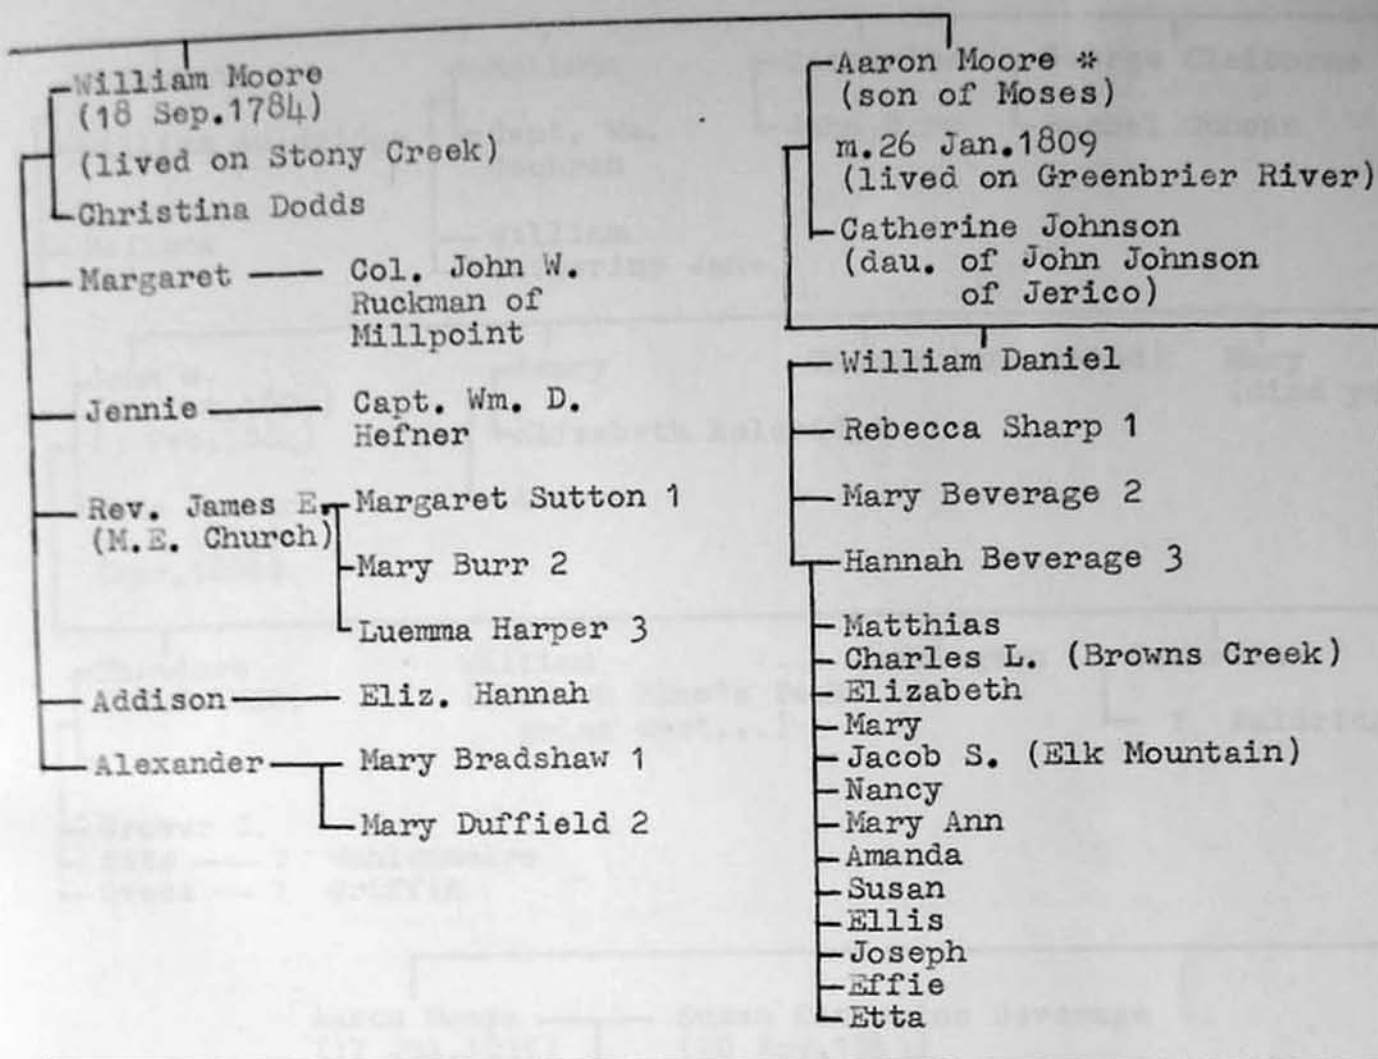 William Moore
(18 Sep.1784)
(lived on Stony Creek)
Christina Dodds
Margaret
Col. John W.
Ruckman of
Millpoint
Jennie
Capt. Wm. D.
Hefner
Rev. James E.
(M.E. Church)
Margaret Sutton 1
Mary Burr 2
Luemma Harper 3
Addison
Eliz. Hannah
Alexander
Mary Bradshaw 1
Mary Duffield 2
Aaron Moore *
(son of Moses)
m.26 Jan.1809
(lived on Greenbrier River)
Catherine Johnson
(dau. of John Johnson
of Jerico)
William Daniel
Rebecca Sharp 1
Mary Beverage 2
Hannah Beverage 3
Matthias
Charles L. (Browns Creek)
Elizabeth
Mary
Jacob S. (Elk Mountain)
Nancy
Mary Ann
Amanda
Susan
Ellis
Joseph
Effie
Etta